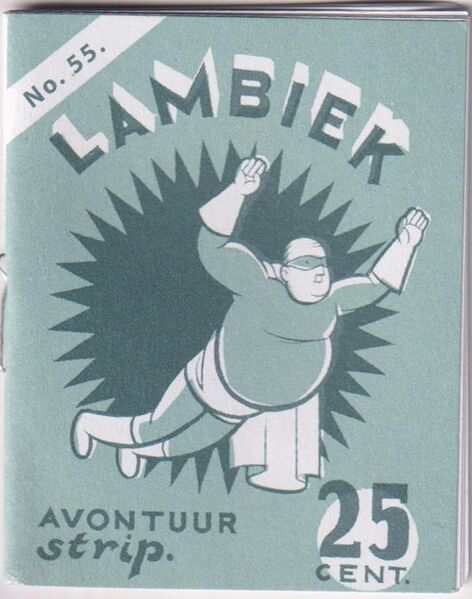 No. 55.
LAMBIEK
AVONTUUR
strip.
25
CENT.